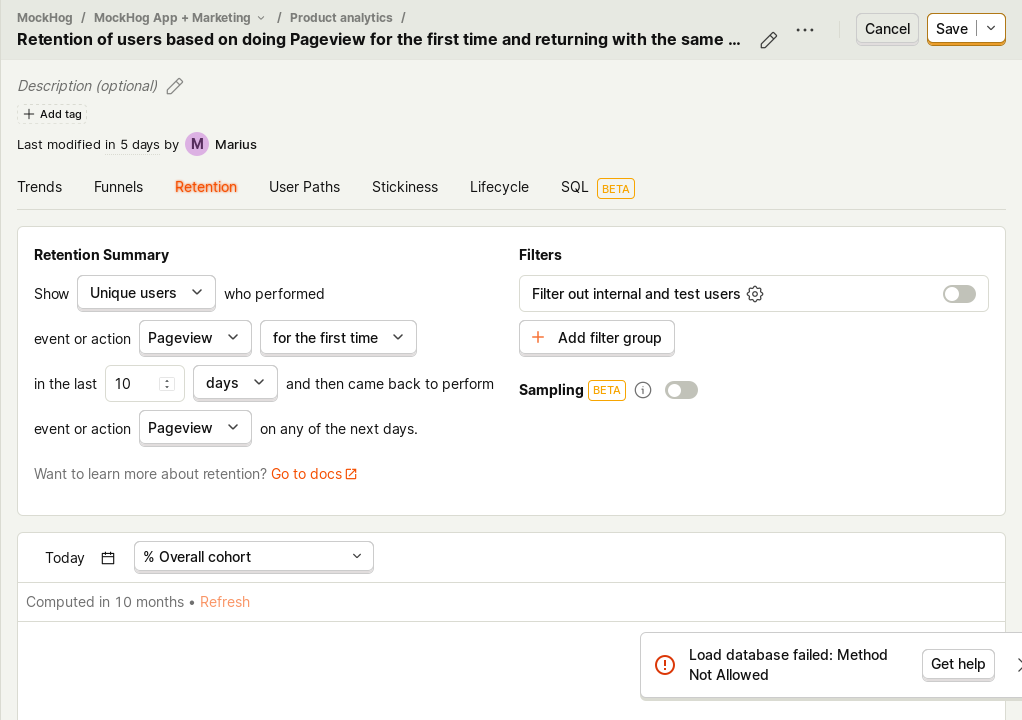 MockHog / MockHog App + Marketing / Product analytics /
Retention of users based on doing Pageview for the first time and returning with the same ...
Cancel
Save
Description (optional)
Add tag
Last modified in 5 days by M Marius
Trends Funnels Retention User Paths Stickiness Lifecycle SQL BETA
Retention Summary
Show Unique users who performed
event or action Pageview for the first time
in the last 10 days and then came back to perform
event or action Pageview on any of the next days.
Want to learn more about retention? Go to docs
Filters
Filter out internal and test users
Add filter group
Sampling BETA
Today % Overall cohort
Computed in 10 months • Refresh
Load database failed: Method
Not Allowed
Get help